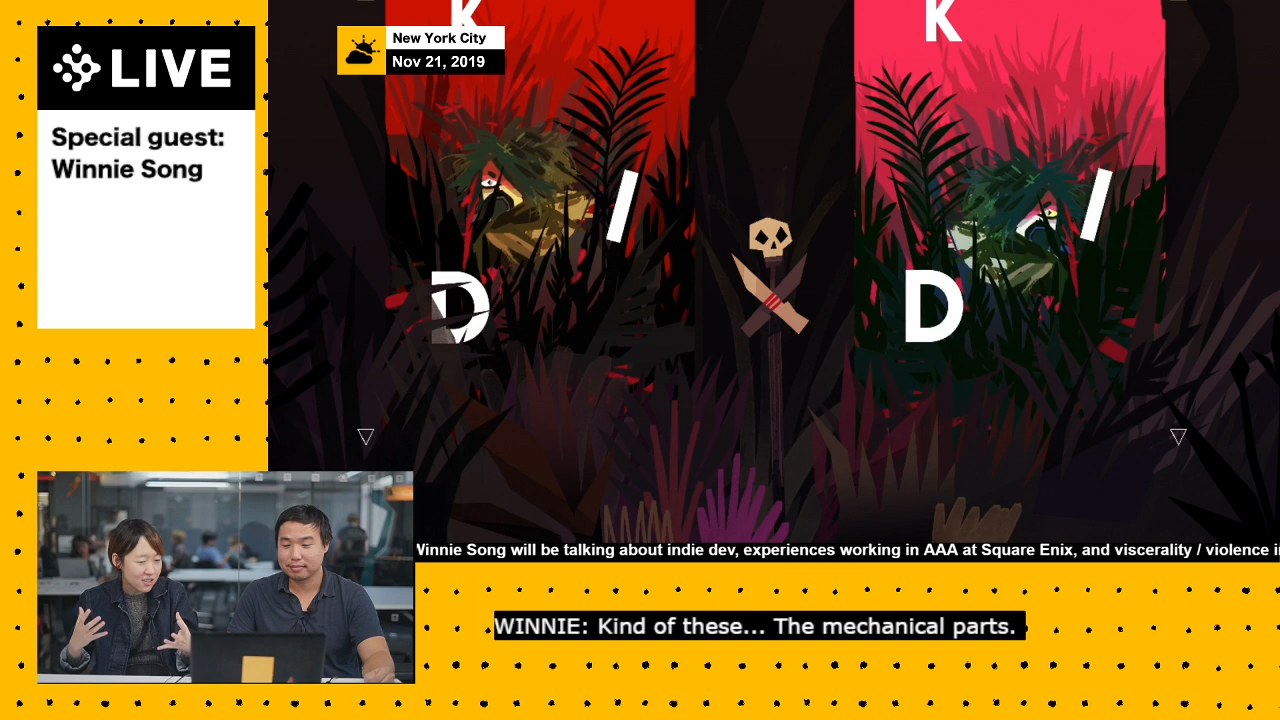 LIVE
Special guest:
Winnie Song
New York City
Nov 21, 2019
K
K
I
I
D
D
Winnie Song will be talking about indie dev, experiences working in AAA at Square Enix, and viscerality / violence
WINNIE: Kind of these... The mechanical parts.